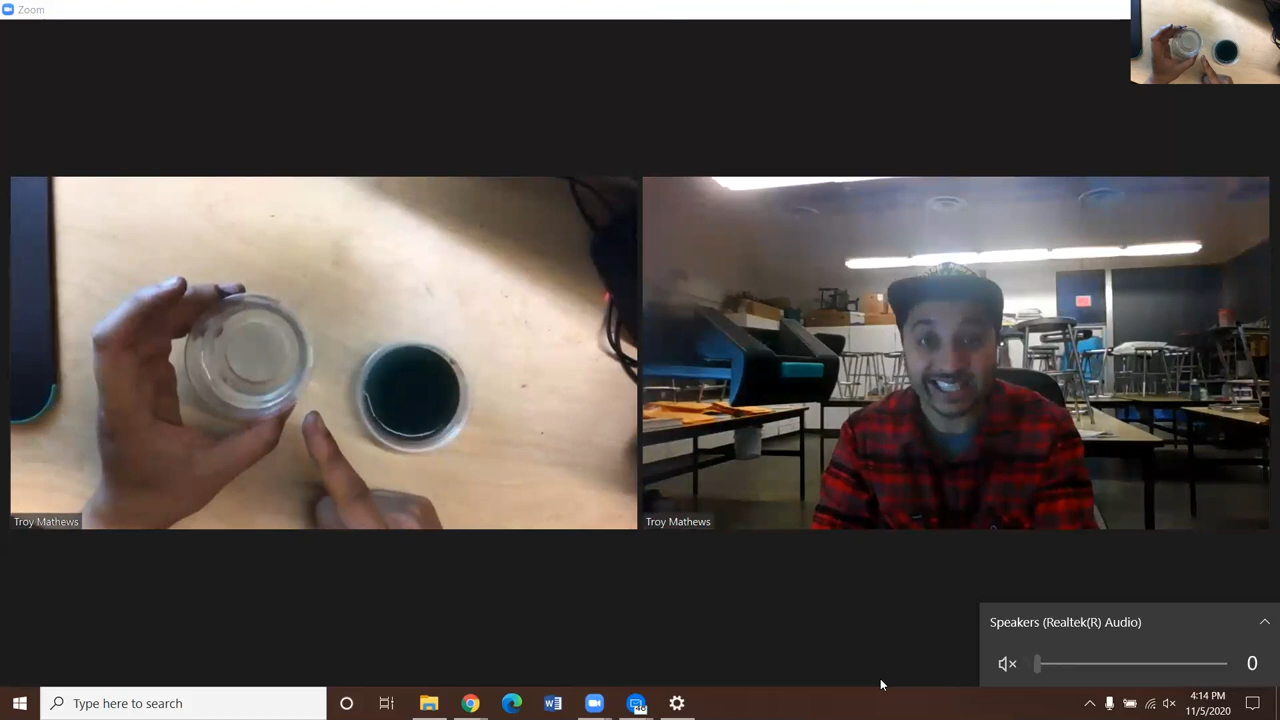 Zoom
Troy Mathews
Troy Mathews
Speakers (Realtek(R) Audio)
0
Type here to search
4:14 PM
11/5/2020